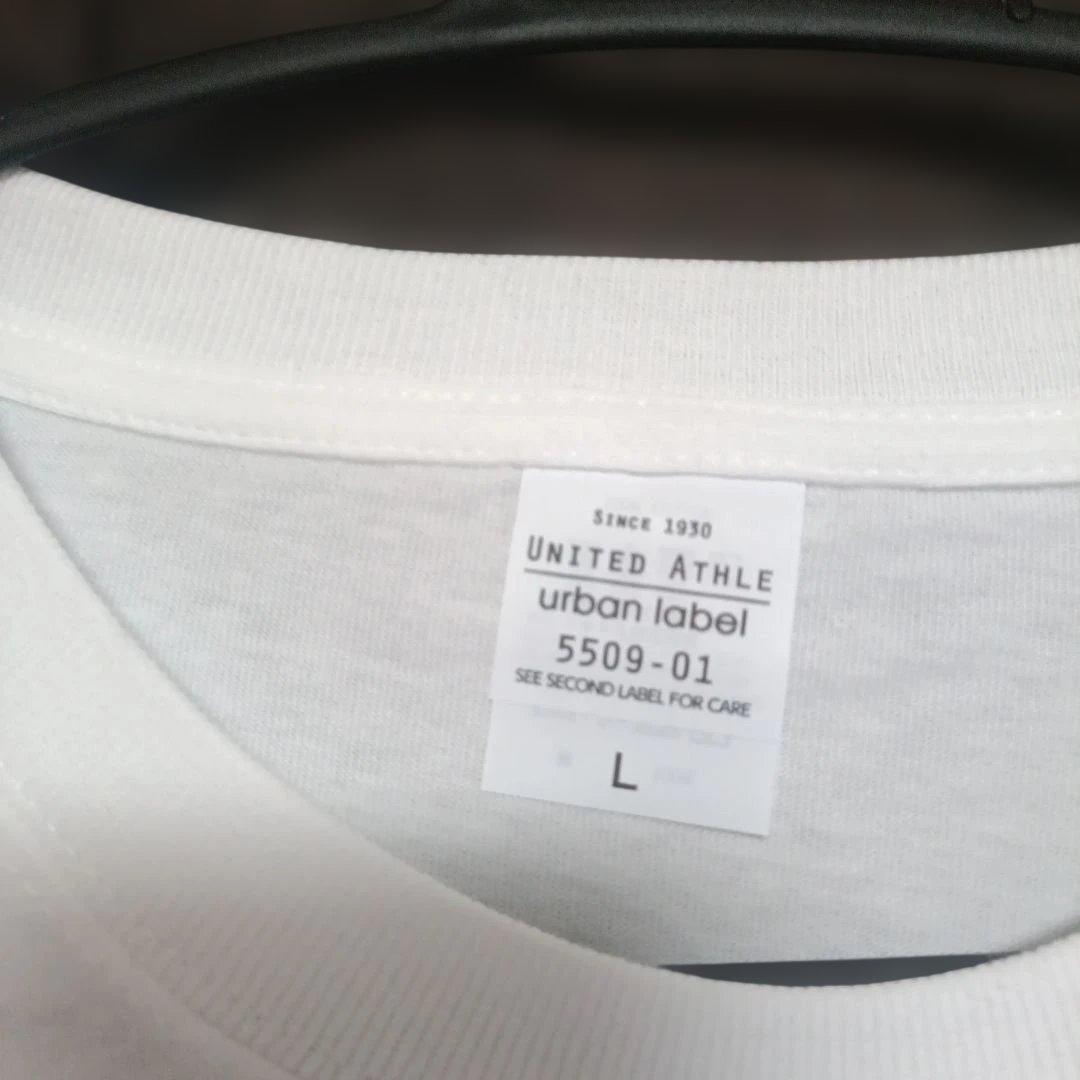 SINCE 1930
UNITED ATHLE
urban label
5509-01
SEE SECOND LABEL FOR CARE
L